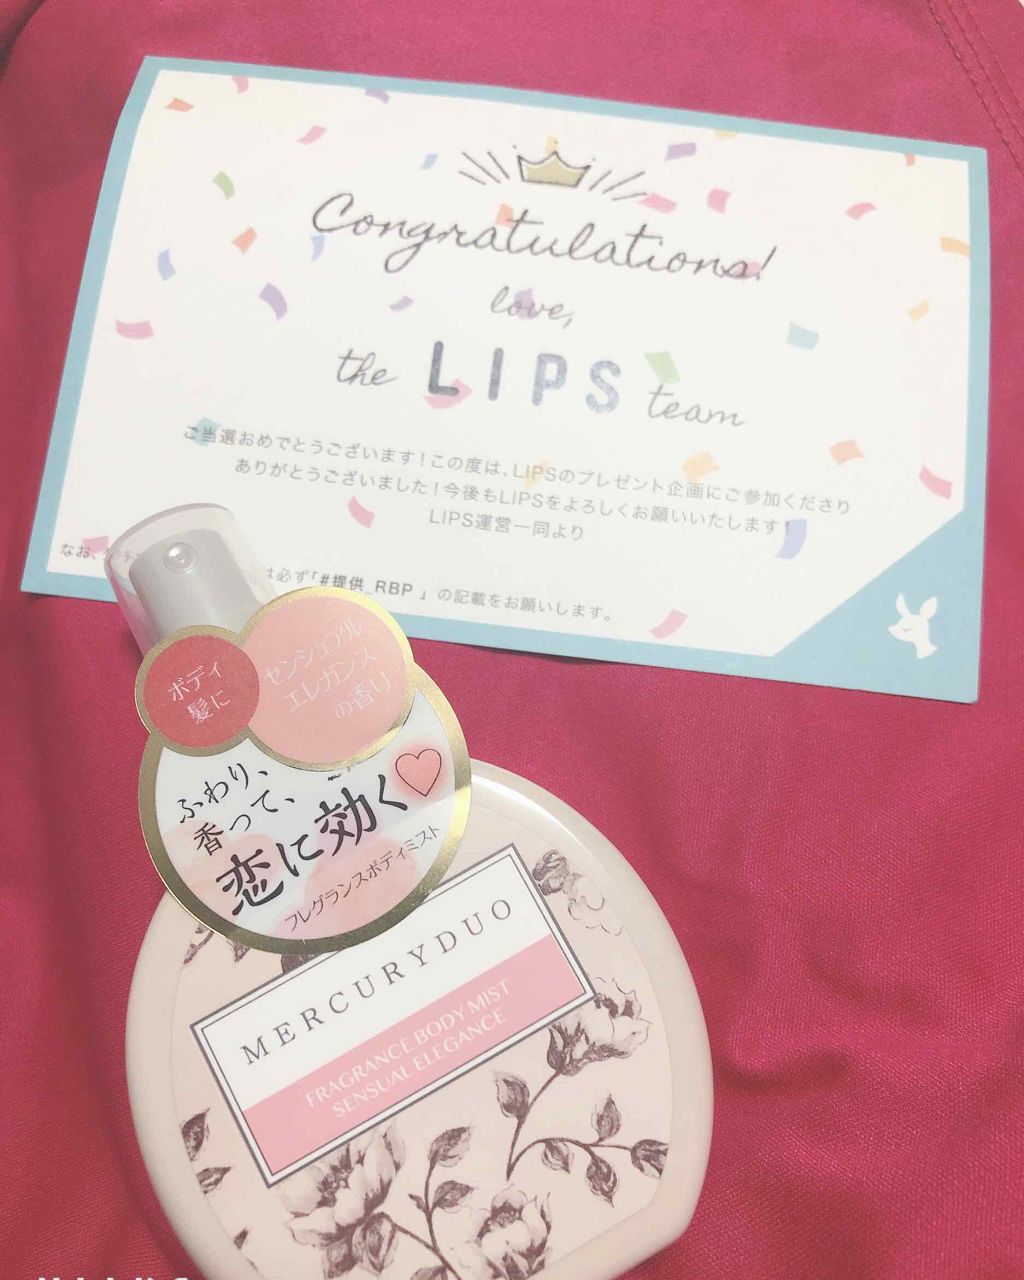 Congratulations!
love,
the LIPS team
ご当選おめでとうございます！この度は、LIPSのプレゼント企画にご参加くださり
ありがとうございました！今後もLIPSをよろしくお願いいたします！
LIPS運営一同より
なお、
は必ず「#提供_RBP 」の記載をお願いします。
ボディ
髪に
センシュアル
エレガンス
の香り
ふわり、
香って、
恋に効く
フレグランスボディミスト
MERCURYDUO
FRAGRANCE BODY MIST
SENSUAL ELEGANCE